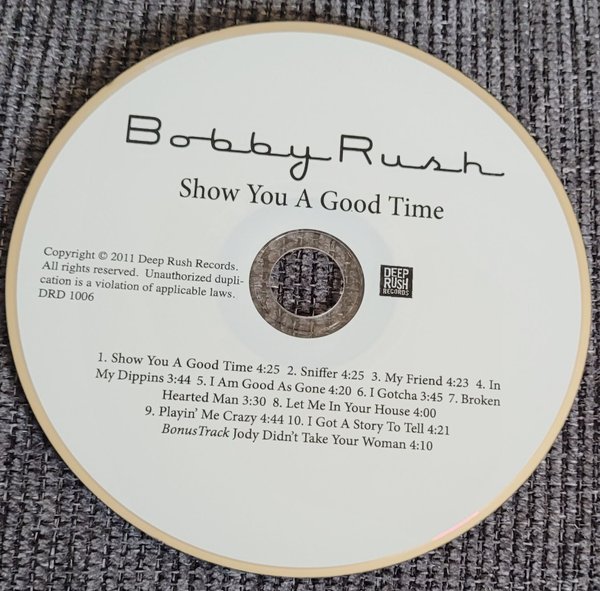 Bobby Rush
Show You A Good Time
Copyright © 2011 Deep Rush Records.
All rights reserved. Unauthorized dupli-
cation is a violation of applicable laws.
DRD 1006
DEEP
RUSH
RECORDS
1. Show You A Good Time 4:25 2. Sniffer 4:25 3. My Friend 4:23 4. In
My Dippins 3:44 5. I Am Good As Gone 4:20 6. I Gotcha 3:45 7. Broken
Hearted Man 3:30 8. Let Me In Your House 4:00
9. Playin' Me Crazy 4:44 10. I Got A Story To Tell 4:21
BonusTrack Jody Didn't Take Your Woman 4:10